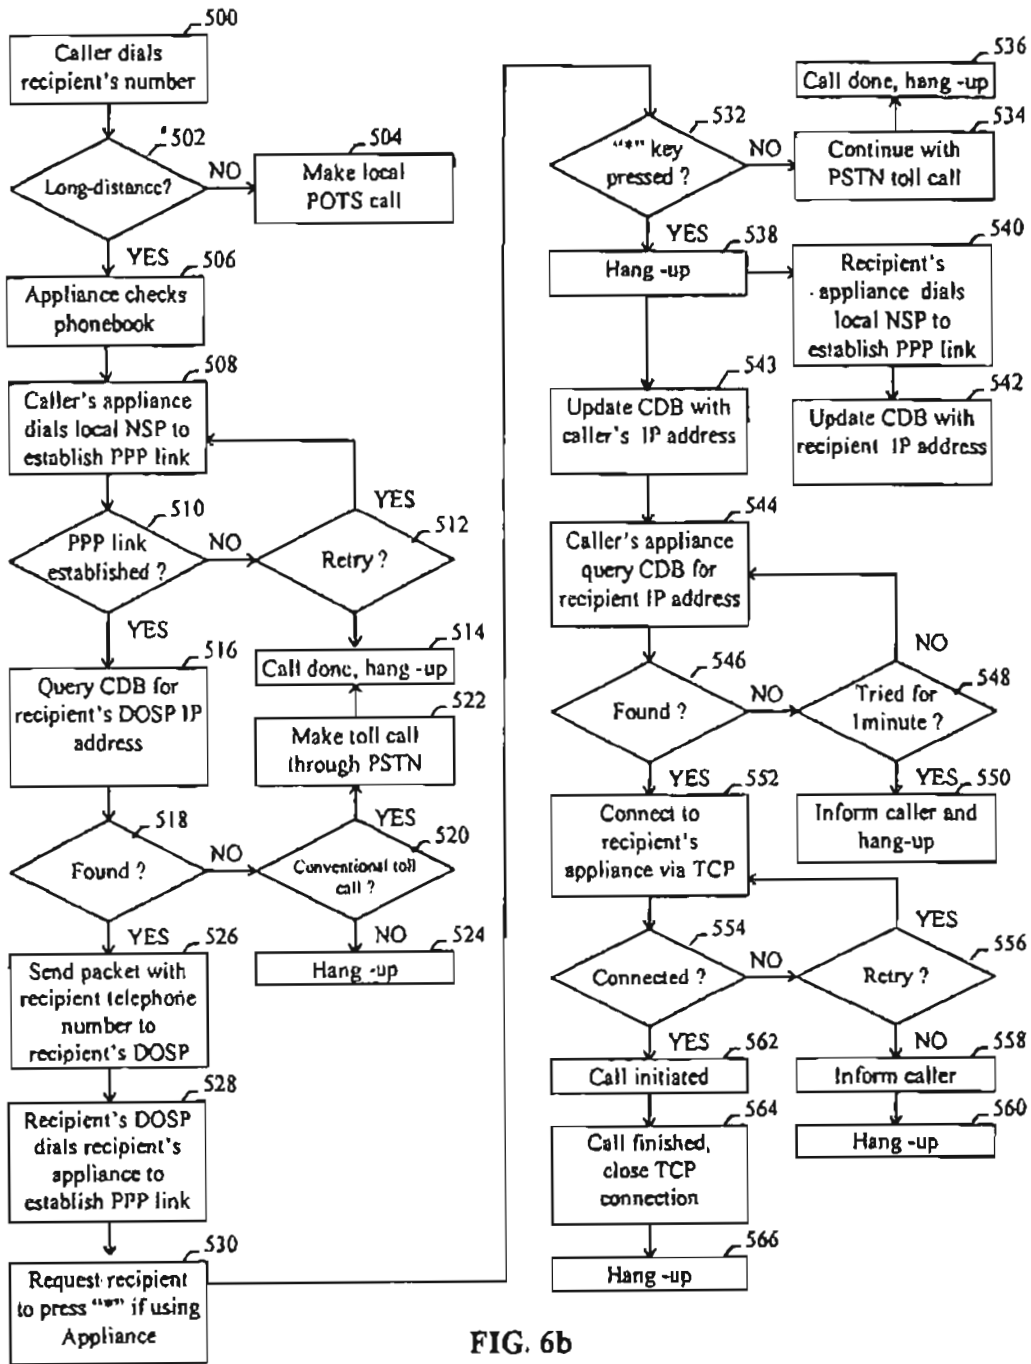 500
Caller dials
recipient's number
502
Long-distance?
NO
504
Make local
POTS call
YES
506
Appliance checks
phonebook
508
Caller's appliance
dials local NSP to
establish PPP link
510
PPP link
established ?
NO
YES
512
Retry ?
YES
514
Call done, hang -up
516
Query CDB for
recipient's DOSP IP
address
522
Make toll call
through PSTN
518
Found ?
NO
YES
520
Conventional toll
call ?
YES
NO
524
Hang -up
526
Send packet with
recipient telephone
number to
recipient's DOSP
528
Recipient's DOSP
dials recipient's
appliance to
establish PPP link
530
Request recipient
to press "*" if using
Appliance
532
"*" key
pressed ?
NO
536
Call done, hang -up
534
Continue with
PSTN toll call
YES
538
Hang -up
540
Recipient's
appliance dials
local NSP to
establish PPP link
542
Update CDB with
recipient IP address
543
Update CDB with
caller's IP address
544
Caller's appliance
query CDB for
recipient IP address
546
Found ?
NO
NO
548
Tried for
1minute ?
YES
552
YES
550
Inform caller and
hang-up
Connect to
recipient's
appliance via TCP
554
Connected ?
NO
YES
556
Retry ?
YES
562
Call initiated
NO
558
Inform caller
560
Hang -up
564
Call finished,
close TCP
connection
566
Hang -up
FIG. 6b